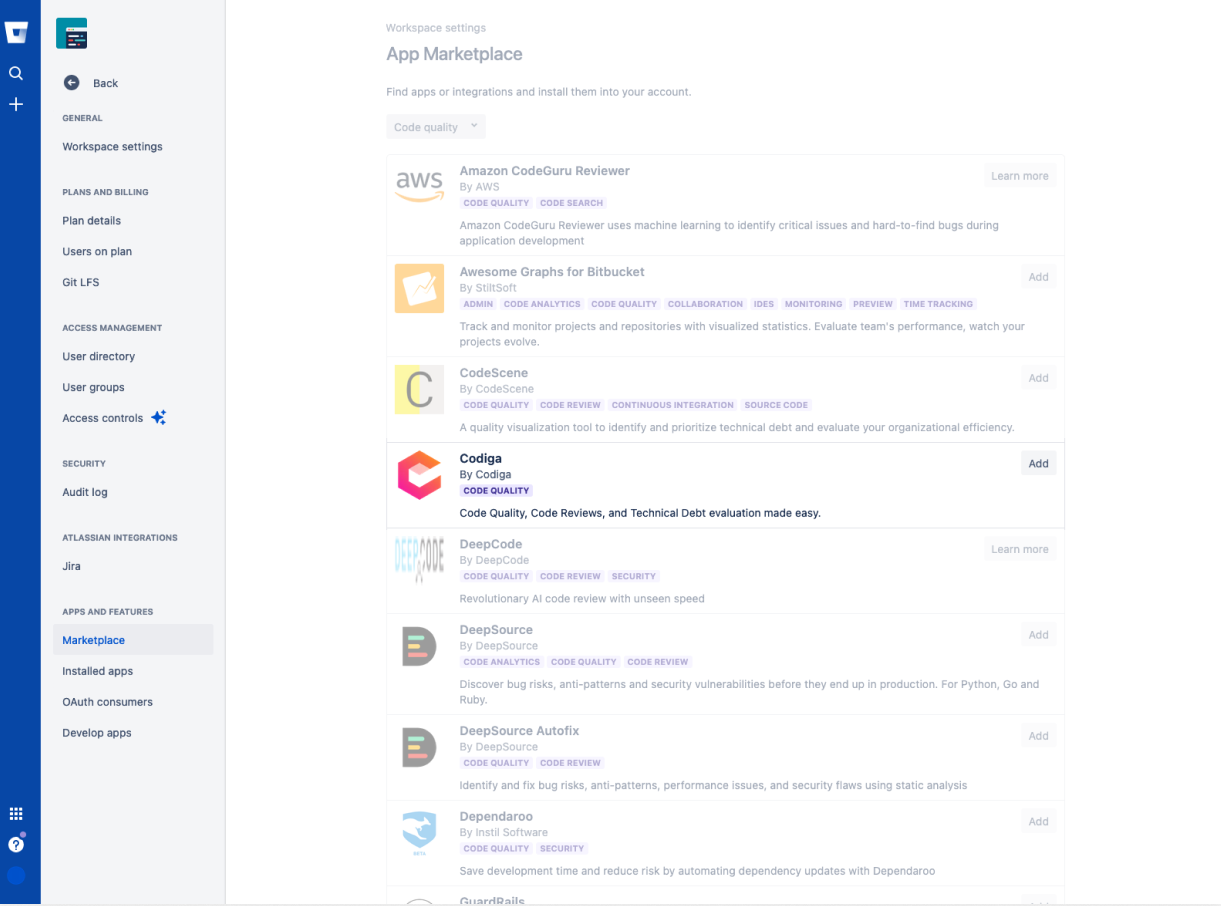 Back
GENERAL
Workspace settings
PLANS AND BILLING
Plan details
Users on plan
Git LFS
ACCESS MANAGEMENT
User directory
User groups
Access controls
SECURITY
Audit log
ATLASSIAN INTEGRATIONS
Jira
APPS AND FEATURES
Marketplace
Installed apps
OAuth consumers
Develop apps
?
Workspace settings
App Marketplace
Find apps or integrations and install them into your account.
Code quality
aws
Amazon CodeGuru Reviewer
Learn more
By AWS
CODE QUALITY CODE SEARCH
Amazon CodeGuru Reviewer uses machine learning to identify critical issues and hard-to-find bugs during
application development
Awesome Graphs for Bitbucket
Add
By StiltSoft
ADMIN CODE ANALYTICS CODE QUALITY COLLABORATION IDES MONITORING PREVIEW TIME TRACKING
Track and monitor projects and repositories with visualized statistics. Evaluate team's performance, watch your
projects evolve.
C
CodeScene
Add
By CodeScene
CODE QUALITY CODE REVIEW CONTINUOUS INTEGRATION SOURCE CODE
A quality visualization tool to identify and prioritize technical debt and evaluate your organizational efficiency.
Codiga
Add
By Codiga
CODE QUALITY
Code Quality, Code Reviews, and Technical Debt evaluation made easy.
DEEPCODE
DeepCode
Learn more
By DeepCode
CODE QUALITY CODE REVIEW SECURITY
Revolutionary AI code review with unseen speed
DeepSource
Add
By DeepSource
CODE ANALYTICS CODE QUALITY CODE REVIEW
Discover bug risks, anti-patterns and security vulnerabilities before they end up in production. For Python, Go and
Ruby.
DeepSource Autofix
Add
By DeepSource
CODE QUALITY CODE REVIEW
Identify and fix bug risks, anti-patterns, performance issues, and security flaws using static analysis
BETA
Dependaroo
Add
By Instil Software
CODE QUALITY SECURITY
Save development time and reduce risk by automating dependency updates with Dependaroo
GuardRails
Add